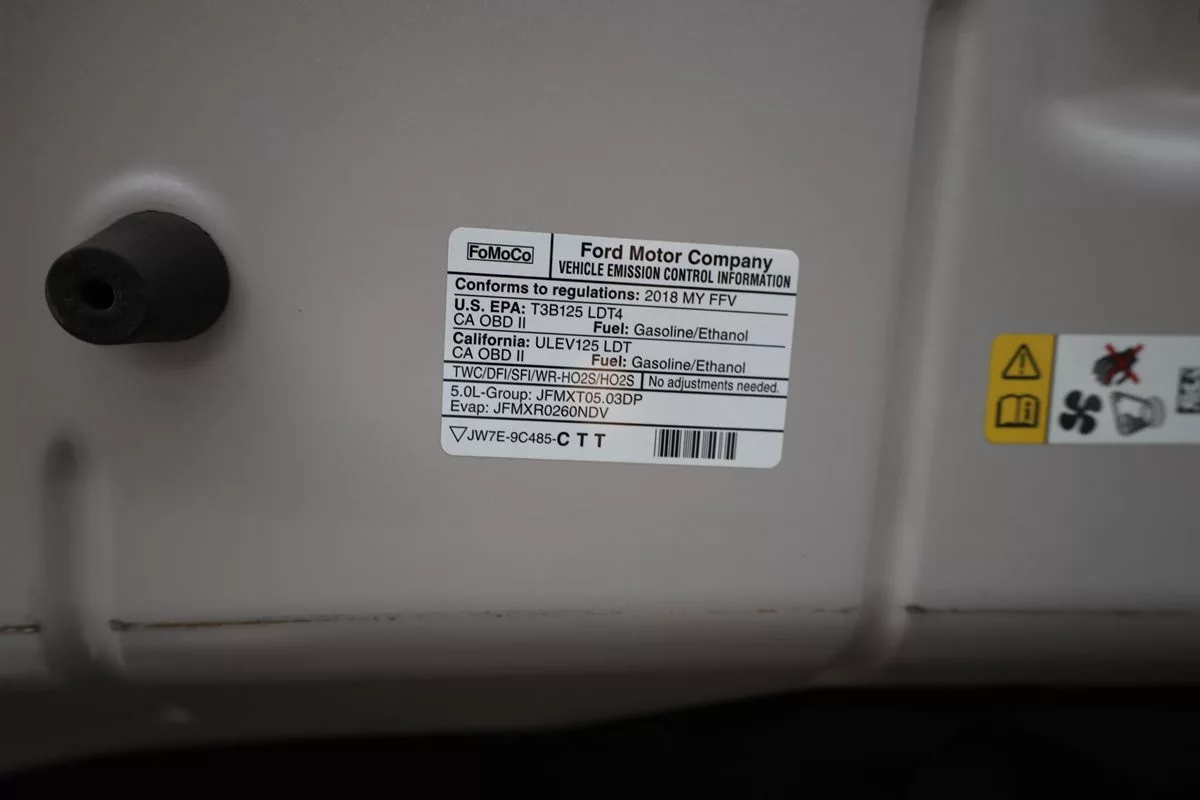 FoMoCo
Ford Motor Company
VEHICLE EMISSION CONTROL INFORMATION
Conforms to regulations: 2018 MY FFV
U.S. EPA: T3B125 LDT4
CA OBD II Fuel: Gasoline/Ethanol
California: ULEV125 LDT
CA OBD II Fuel: Gasoline/Ethanol
TWC/DFI/SFI/WR-HO2S/HO2S No adjustments needed.
5.0L-Group: JFMXT05.03DP
Evap: JFMXR0260NDV
JW7E-9C485-CTT